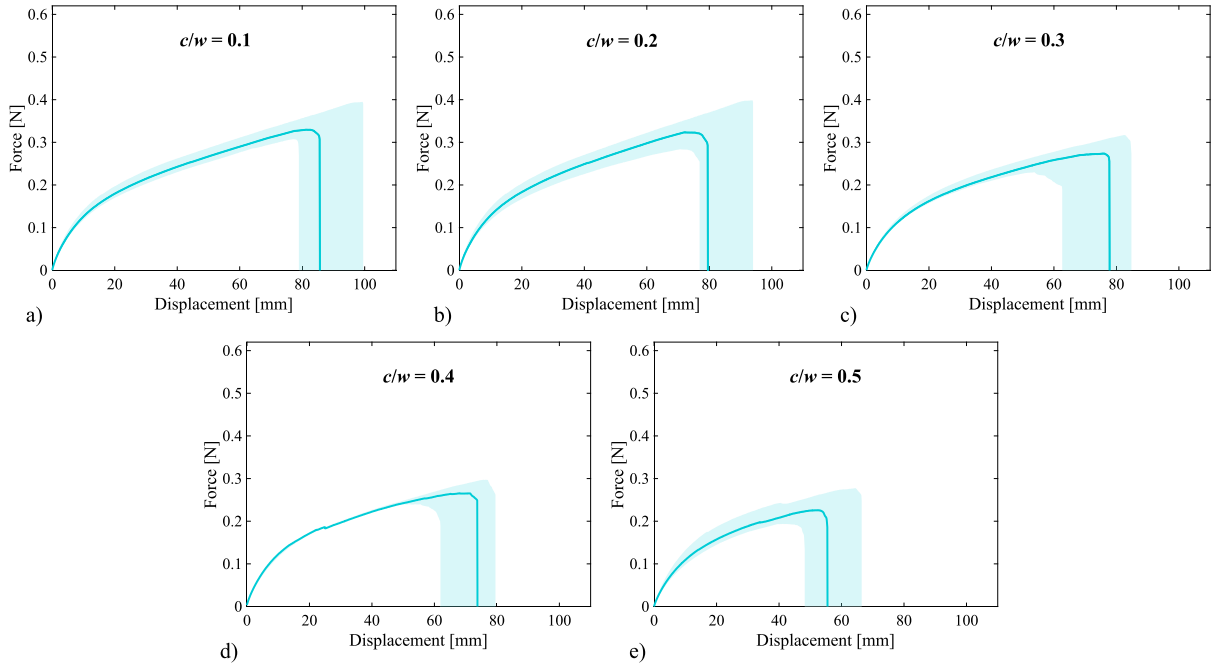 c/w = 0.1
Force [N]
0.6
0.5
0.4
0.3
0.2
0.1
0
0 20 40 60 80 100
Displacement [mm]
a)
c/w = 0.2
Force [N]
0.6
0.5
0.4
0.3
0.2
0.1
0
0 20 40 60 80 100
Displacement [mm]
b)
c/w = 0.3
Force [N]
0.6
0.5
0.4
0.3
0.2
0.1
0
0 20 40 60 80 100
Displacement [mm]
c)
c/w = 0.4
Force [N]
0.6
0.5
0.4
0.3
0.2
0.1
0
0 20 40 60 80 100
Displacement [mm]
d)
c/w = 0.5
Force [N]
0.6
0.5
0.4
0.3
0.2
0.1
0
0 20 40 60 80 100
Displacement [mm]
e)